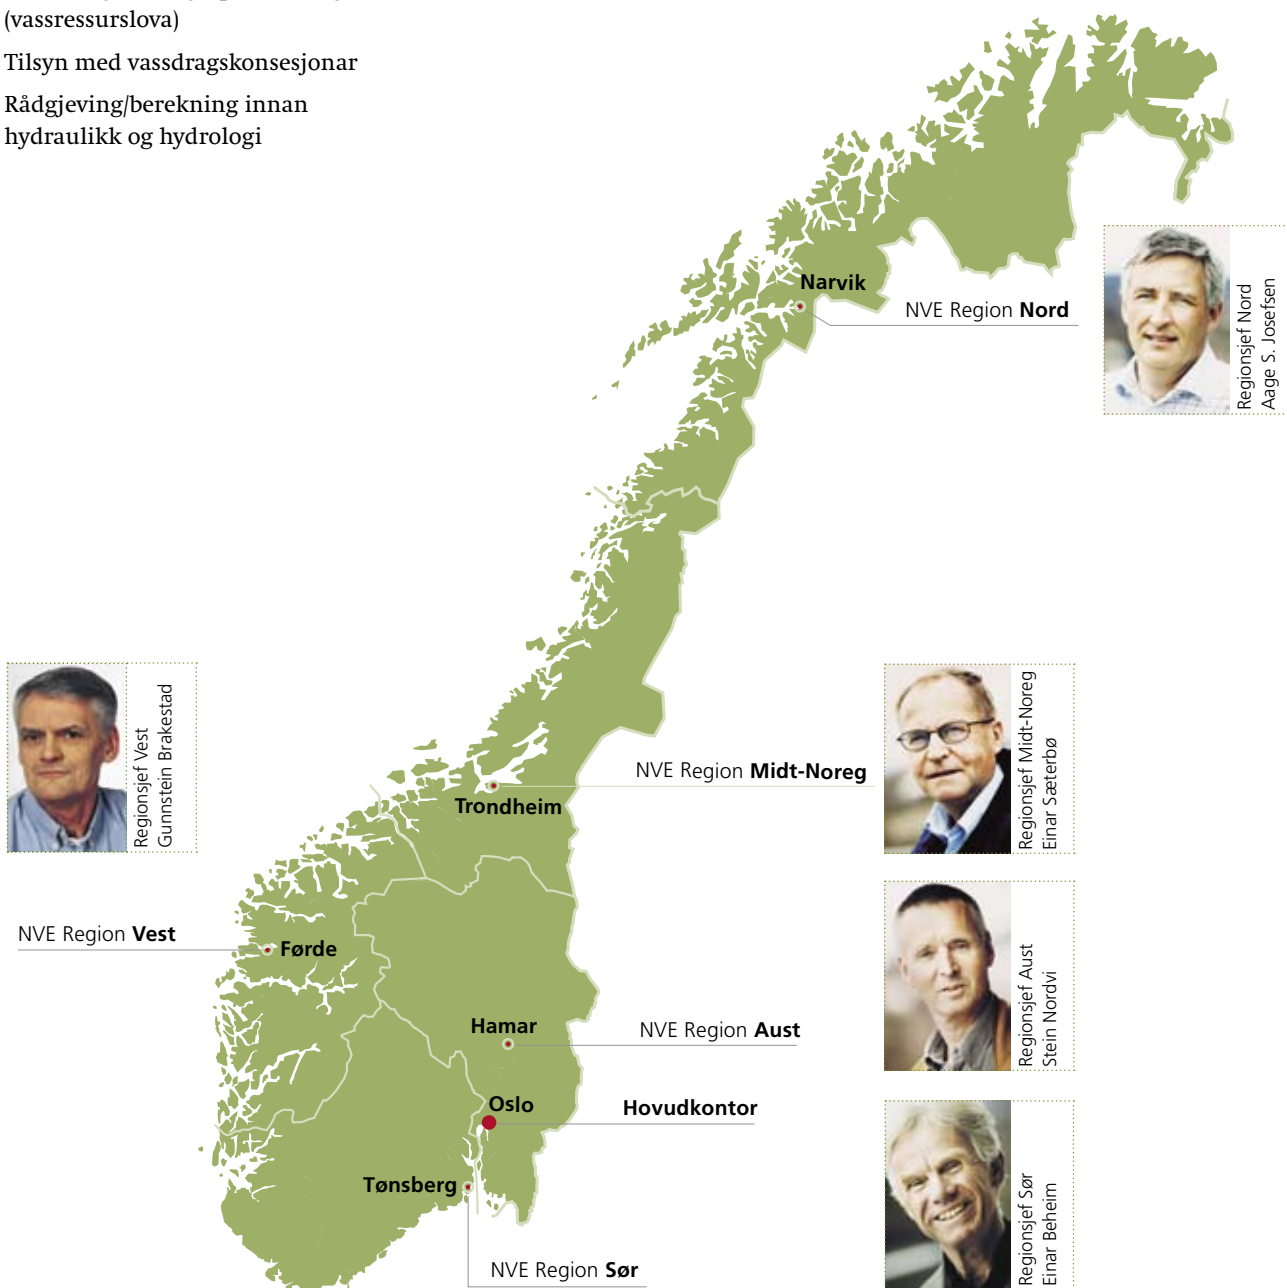 (vassressurslova)
Tilsyn med vassdragskonsesjonar
Rådgjeving/berekning innan
hydraulikk og hydrologi
Narvik
NVE Region Nord
Regionsjef Nord
Aage S. Josefsen
Regionsjef Vest
Gunnstein Brakestad
NVE Region Midt-Noreg
Trondheim
Regionsjef Midt-Noreg
Einar Sæterbø
NVE Region Vest
Førde
Hamar
NVE Region Aust
Regionsjef Aust
Stein Nordvi
Oslo
Hovudkontor
Tønsberg
NVE Region Sør
Regionsjef Sør
Einar Beheim